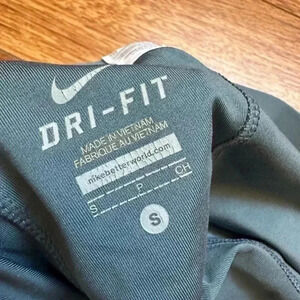 DRI-FIT
MADE IN VIETNAM
FABRIQUÉ AU VIETNAM
nikebetterworld.com
S P CH
S